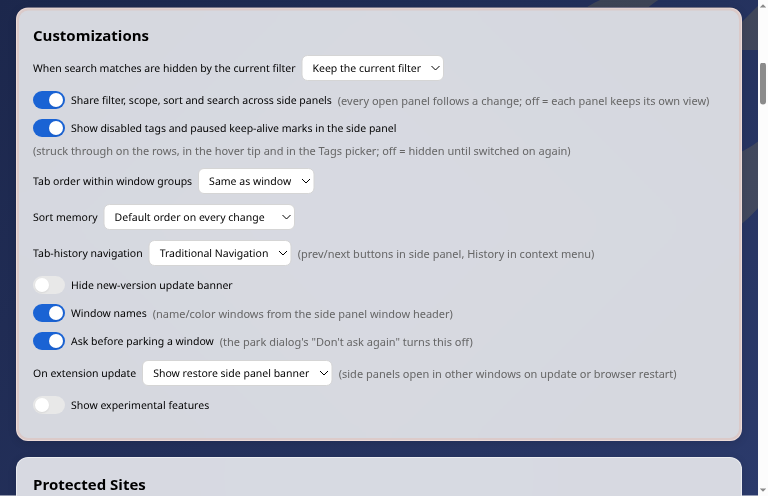 Customizations
When search matches are hidden by the current filter Keep the current filter
Share filter, scope, sort and search across side panels (every open panel follows a change; off = each panel keeps its own view)
Show disabled tags and paused keep-alive marks in the side panel
(struck through on the rows, in the hover tip and in the Tags picker; off = hidden until switched on again)
Tab order within window groups Same as window
Sort memory Default order on every change
Tab-history navigation Traditional Navigation (prev/next buttons in side panel, History in context menu)
Hide new-version update banner
Window names (name/color windows from the side panel window header)
Ask before parking a window (the park dialog's "Don't ask again" turns this off)
On extension update Show restore side panel banner (side panels open in other windows on update or browser restart)
Show experimental features
Protected Sites